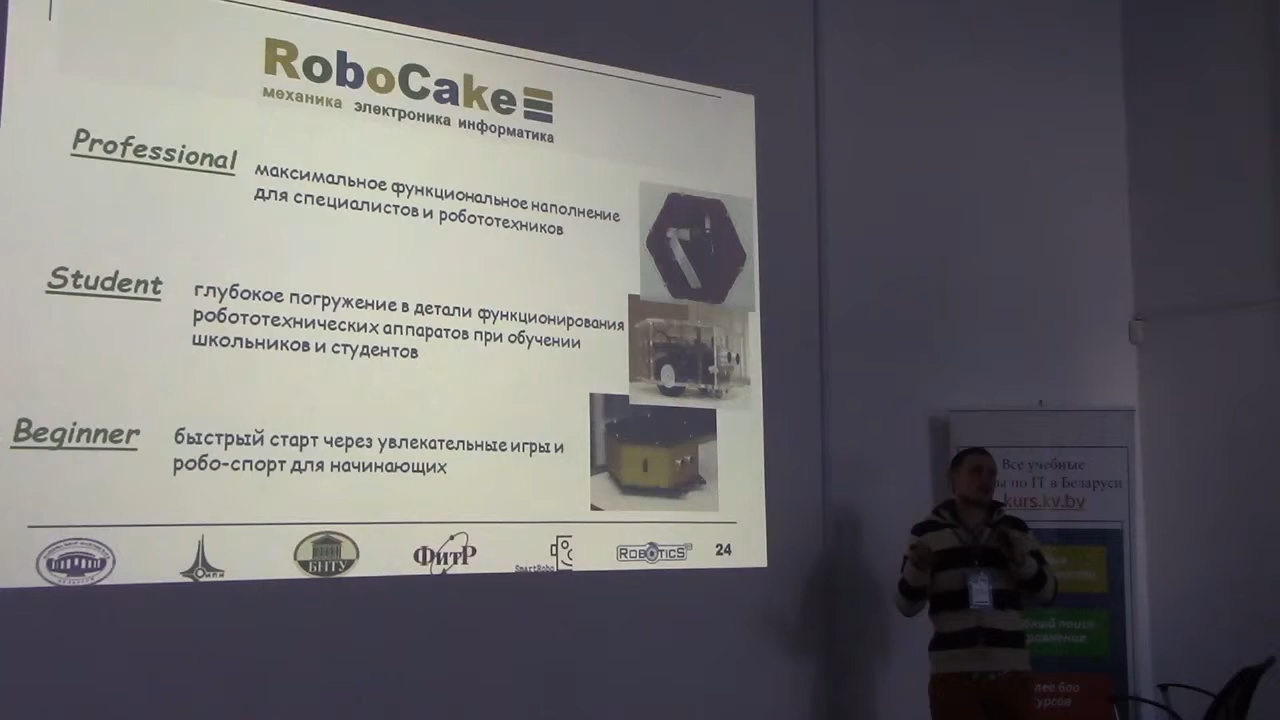 RoboCake
механика электроника информатика
Professional
максимальное функциональное наполнение
для специалистов и робототехников
Student
глубокое погружение в детали функционирования
робототехнических аппаратов при обучении
школьников и студентов
Beginner
быстрый старт через увлекательные игры и
робо-спорт для начинающих
ОИПИ
БНТУ
ФИТР
SmartRobo
ROBOTICS
24
Все учебные
по IT в Беларуси
kurs.kv.by